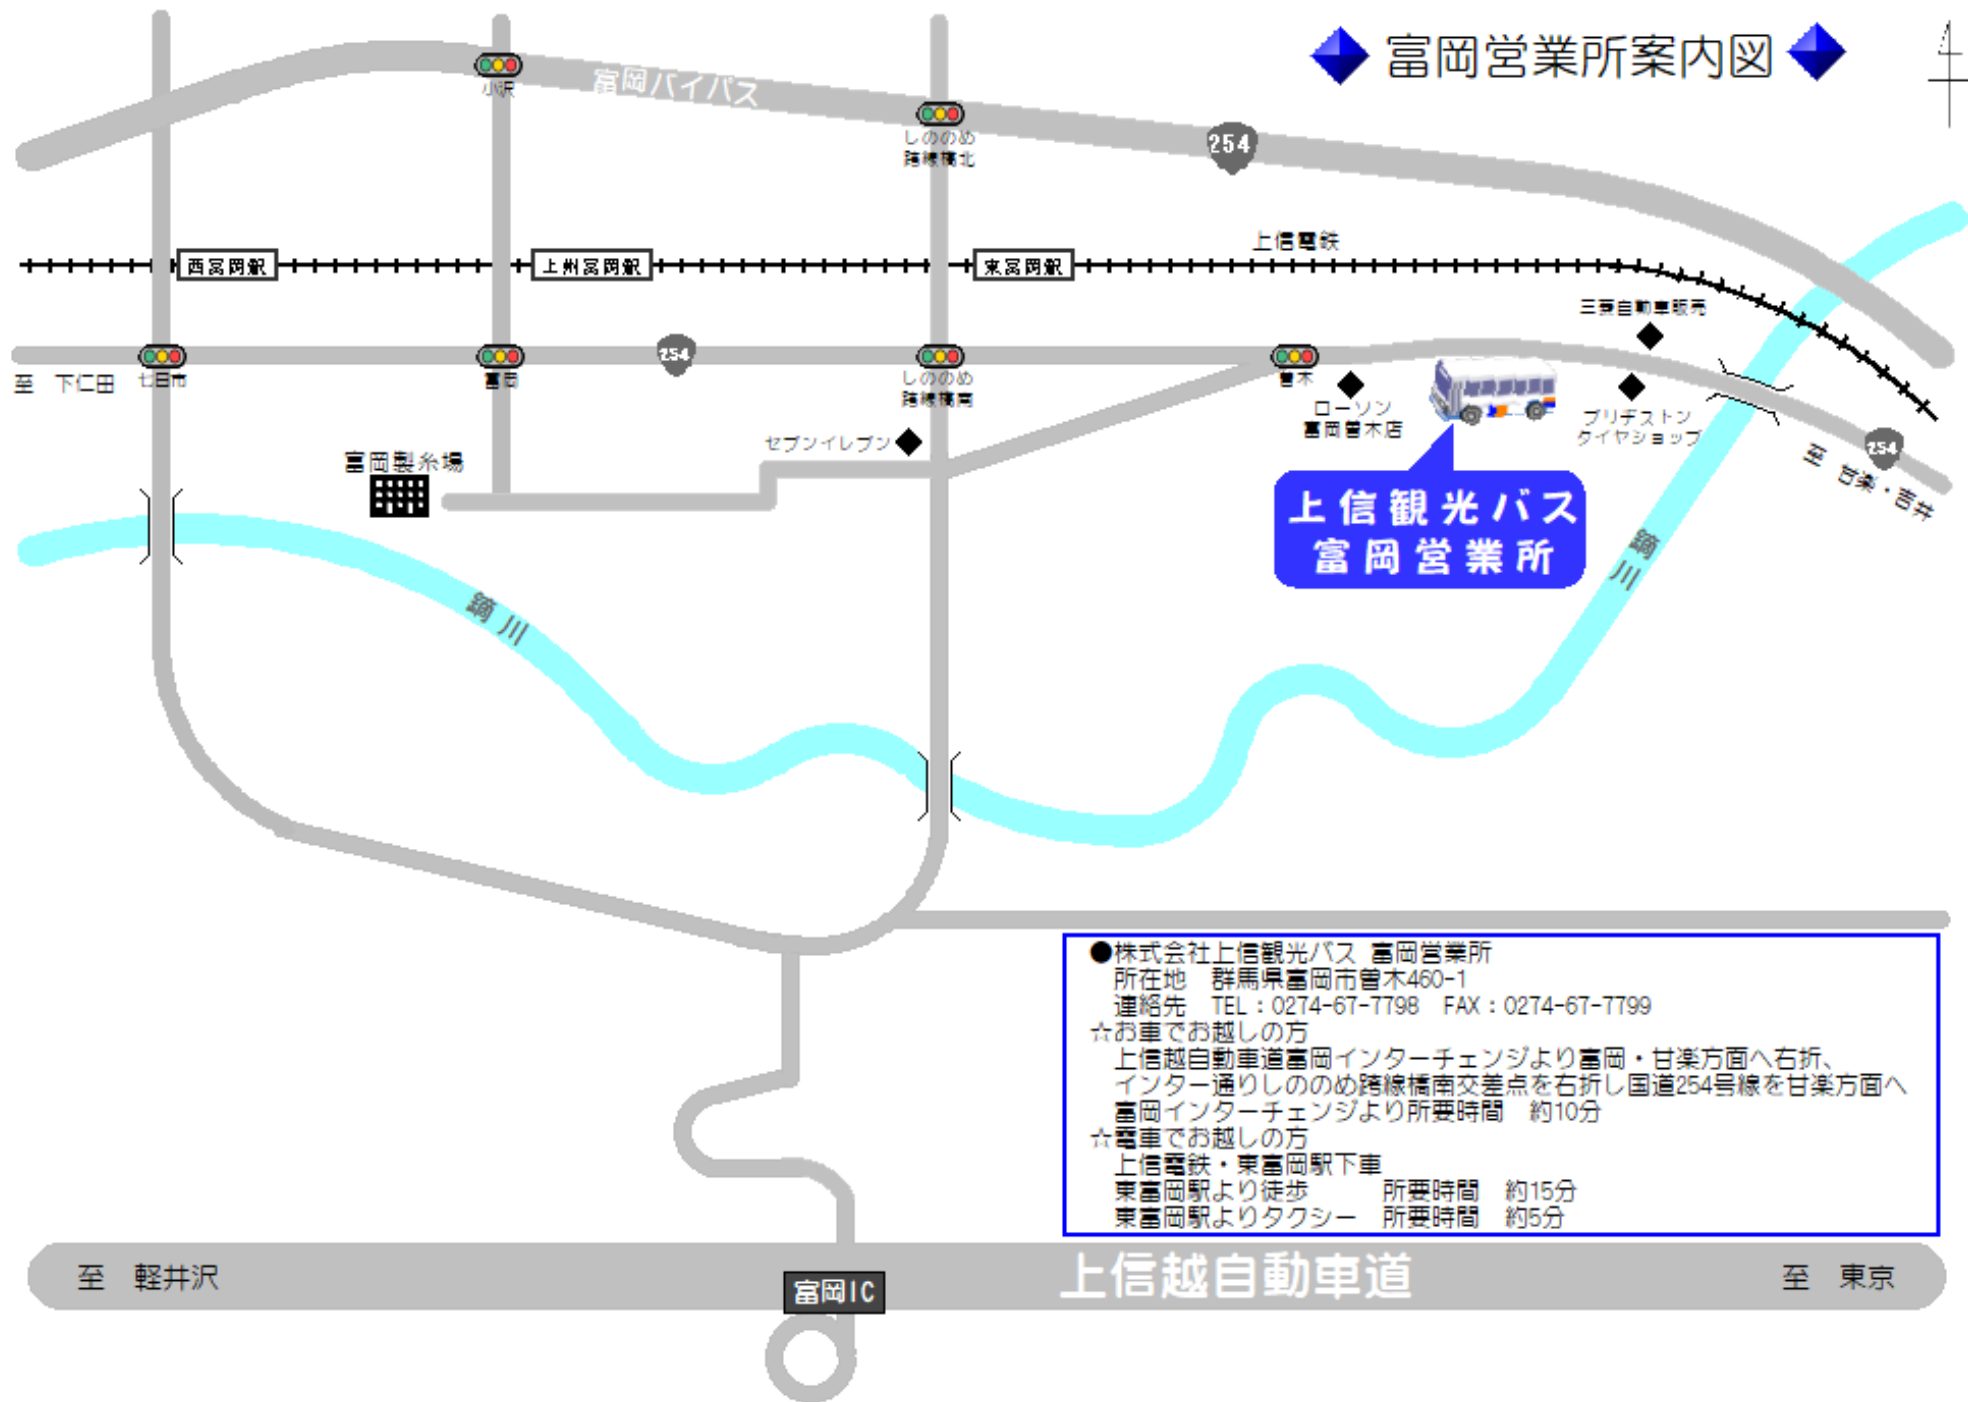 富岡営業所案内図
小沢
富岡バイパス
しののめ
跨線橋北
254
上信電鉄
西富岡駅
上州富岡駅
東富岡駅
三菱自動車販売
254
至 下仁田
七日市
富岡
しののめ
跨線橋南
曽木
ローソン
富岡曽木店
ブリヂストン
タイヤショップ
254
至 甘楽・吉井
セブンイレブン
富岡製糸場
上信観光バス
富岡営業所
鏑川
鏑川
●株式会社上信観光バス 富岡営業所
所在地 群馬県富岡市曽木460-1
連絡先 TEL:0274-67-7798 FAX:0274-67-7799
☆お車でお越しの方
上信越自動車道富岡インターチェンジより富岡・甘楽方面へ右折、
インター通りしののめ跨線橋南交差点を右折し国道254号線を甘楽方面へ
富岡インターチェンジより所要時間 約10分
☆電車でお越しの方
上信電鉄・東富岡駅下車
東富岡駅より徒歩 所要時間 約15分
東富岡駅よりタクシー 所要時間 約5分
至 軽井沢
富岡IC
上信越自動車道
至 東京